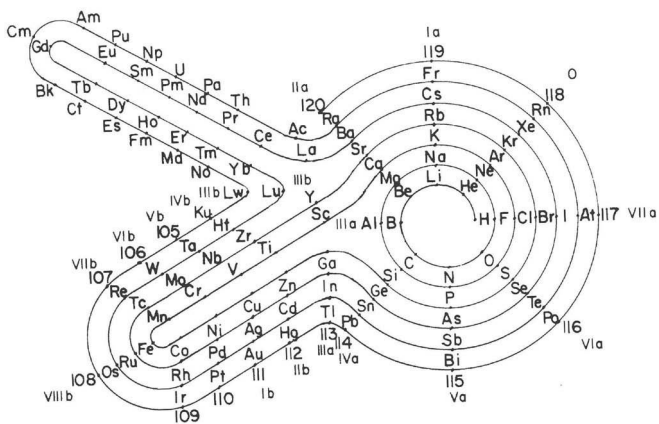 Ia
119
Fr
Cs
Rb
K
Na
Li
O
118
Rn
Xe
Kr
Ar
Ne
He
IIa
120
Ra
Ba
Sr
Ca
Mg
Be
Cm
Am
Pu
Np
U
Pa
Th
Ac
Gd
Eu
Sm
Pm
Nd
Pr
Ce
La
Bk
Ct
Es
Fm
Md
No
Lw
Tb
Dy
Ho
Er
Tm
Yb
Lu
IIIb
IIIb
Y
Sc
IIIa
Al
B
H
F
Cl
Br
I
At
117
VIIa
IVb
Ku
Ht
Zr
Ti
Vb
105
Ta
Nb
V
VIb
106
W
Mo
Cr
VIIb
107
Re
Tc
Mn
VIIIb
108
Os
Ru
Fe
109
Ir
Rh
Co
110
Pt
Pd
Ni
Ib
111
Au
Ag
Cu
IIb
112
Hg
Cd
Zn
IIIa
113
Tl
In
Ga
IVa
114
Pb
Sn
Ge
Si
C
N
P
As
Sb
Bi
115
Va
O
S
Se
Te
Po
116
VIa